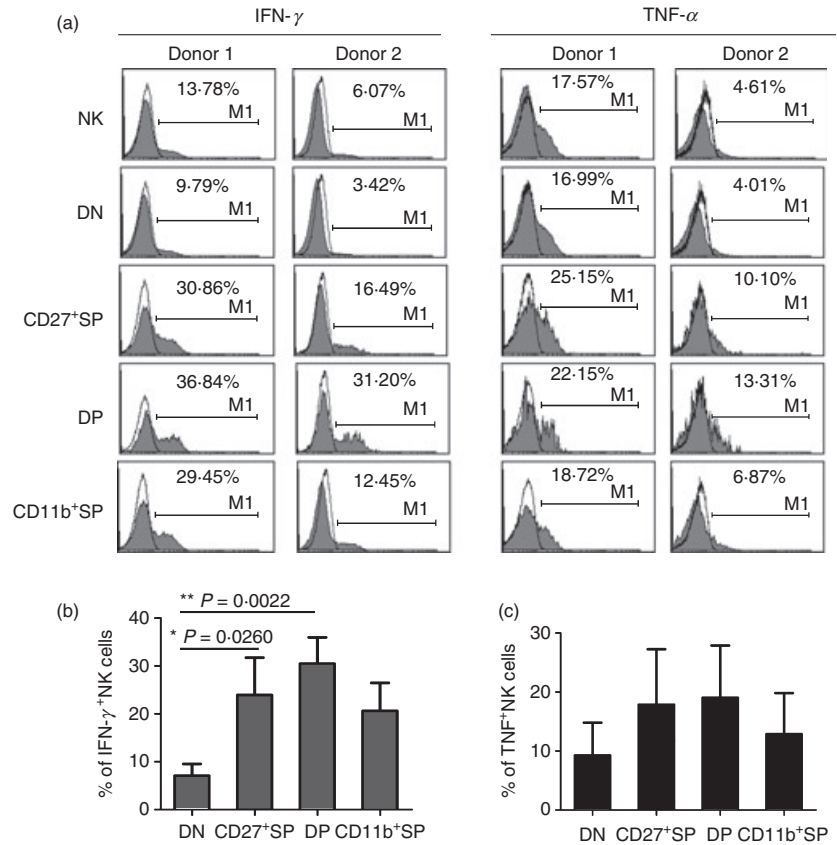 (a)
IFN-γ TNF-α
Donor 1 Donor 2 Donor 1 Donor 2
NK 13·78% M1 6·07% M1 17·57% M1 4·61% M1
DN 9·79% M1 3·42% M1 16·99% M1 4·01% M1
CD27⁺SP 30·86% M1 16·49% M1 25·15% M1 10·10% M1
DP 36·84% M1 31·20% M1 22·15% M1 13·31% M1
CD11b⁺SP 29·45% M1 12·45% M1 18·72% M1 6·87% M1
(b)
** P = 0·0022
* P = 0·0260
% of IFN-γ⁺NK cells
40
30
20
10
0
DN CD27⁺SP DP CD11b⁺SP
(c)
% of TNF⁺NK cells
30
20
10
0
DN CD27⁺SP DP CD11b⁺SP